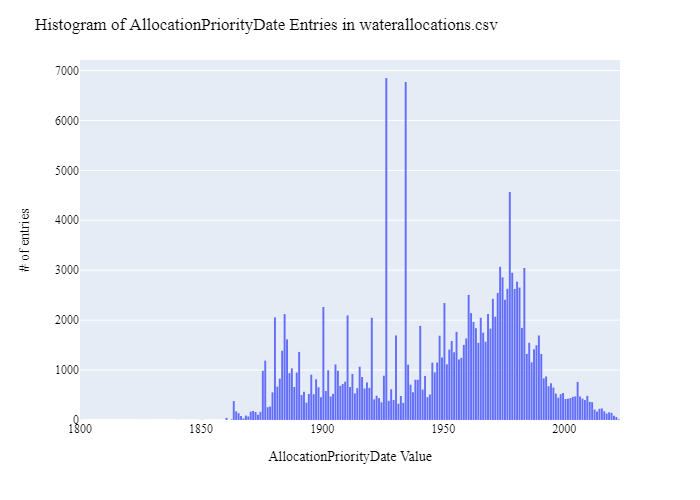 Histogram of AllocationPriorityDate Entries in waterallocations.csv
7000
6000
5000
4000
3000
2000
1000
0
# of entries
1800 1850 1900 1950 2000
AllocationPriorityDate Value